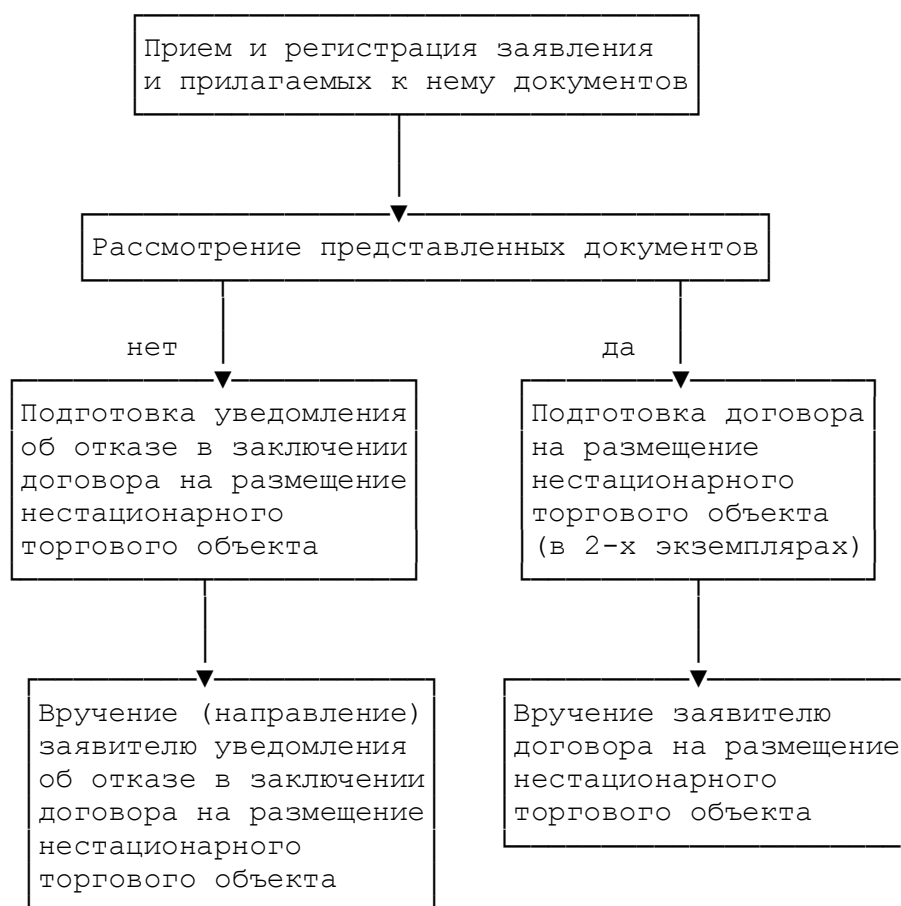 Прием и регистрация заявления
и прилагаемых к нему документов
Рассмотрение представленных документов
нет
да
Подготовка уведомления
об отказе в заключении
договора на размещение
нестационарного
торгового объекта
Подготовка договора
на размещение
нестационарного
торгового объекта
(в 2-х экземплярах)
Вручение (направление)
заявителю уведомления
об отказе в заключении
договора на размещение
нестационарного
торгового объекта
Вручение заявителю
договора на размещение
нестационарного
торгового объекта